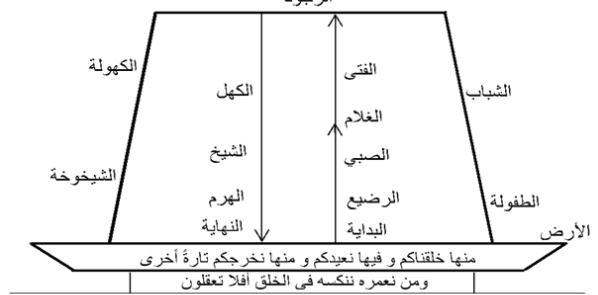 الكهولة
الفتى
الكهل
الشباب
الغلام
الشيخ
الصبي
الشيخوخة
الهرم
الرضيع
الطفولة
النهاية
البداية
الأرض
منها خلقناكم و فيها نعيدكم و منها نخرجكم تارةً أخرى
ومن نعمره ننكسه في الخلق أفلا تعقلون